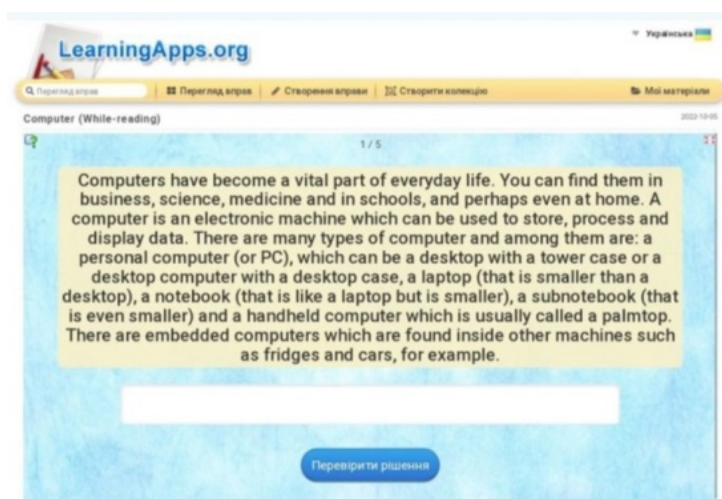 LearningApps.org
Українська
Перегляд вправ
Перегляд вправ
Створення вправи
Створити колекцію
Мої матеріали
Computer (While-reading)
2022-10-05
1 / 5
Computers have become a vital part of everyday life. You can find them in
business, science, medicine and in schools, and perhaps even at home. A
computer is an electronic machine which can be used to store, process and
display data. There are many types of computer and among them are: a
personal computer (or PC), which can be a desktop with a tower case or a
desktop computer with a desktop case, a laptop (that is smaller than a
desktop), a notebook (that is like a laptop but is smaller), a subnotebook (that
is even smaller) and a handheld computer which is usually called a palmtop.
There are embedded computers which are found inside other machines such
as fridges and cars, for example.
Перевірити рішення